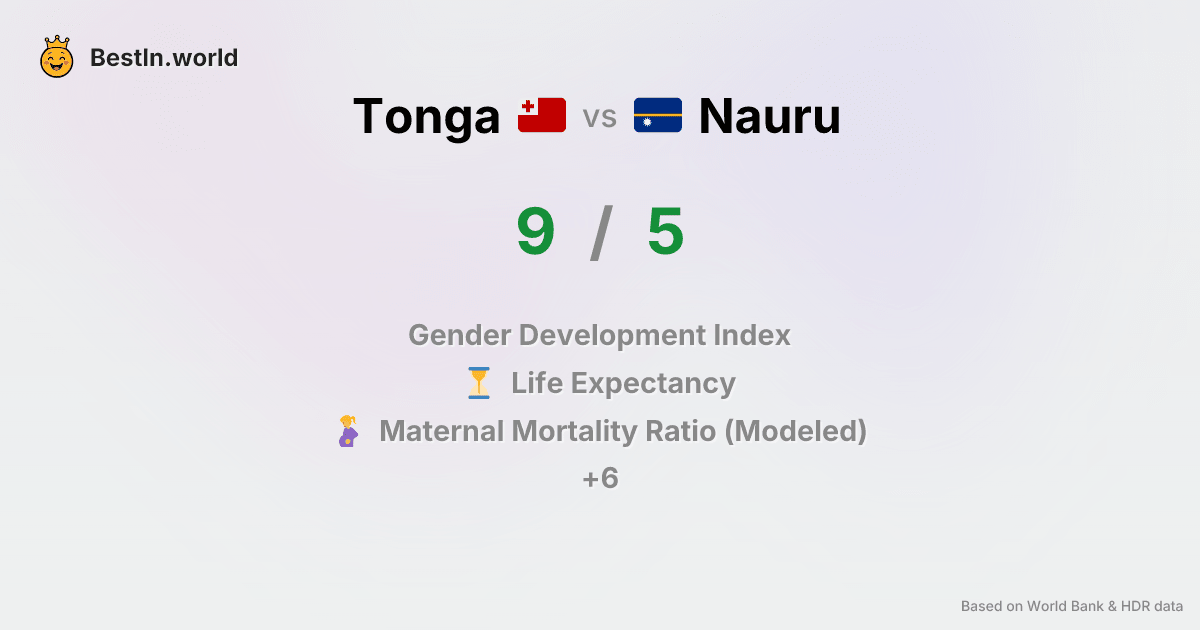 BestIn.world
Tonga vs Nauru
9 / 5
Gender Development Index
Life Expectancy
Maternal Mortality Ratio (Modeled)
+6
Based on World Bank & HDR data